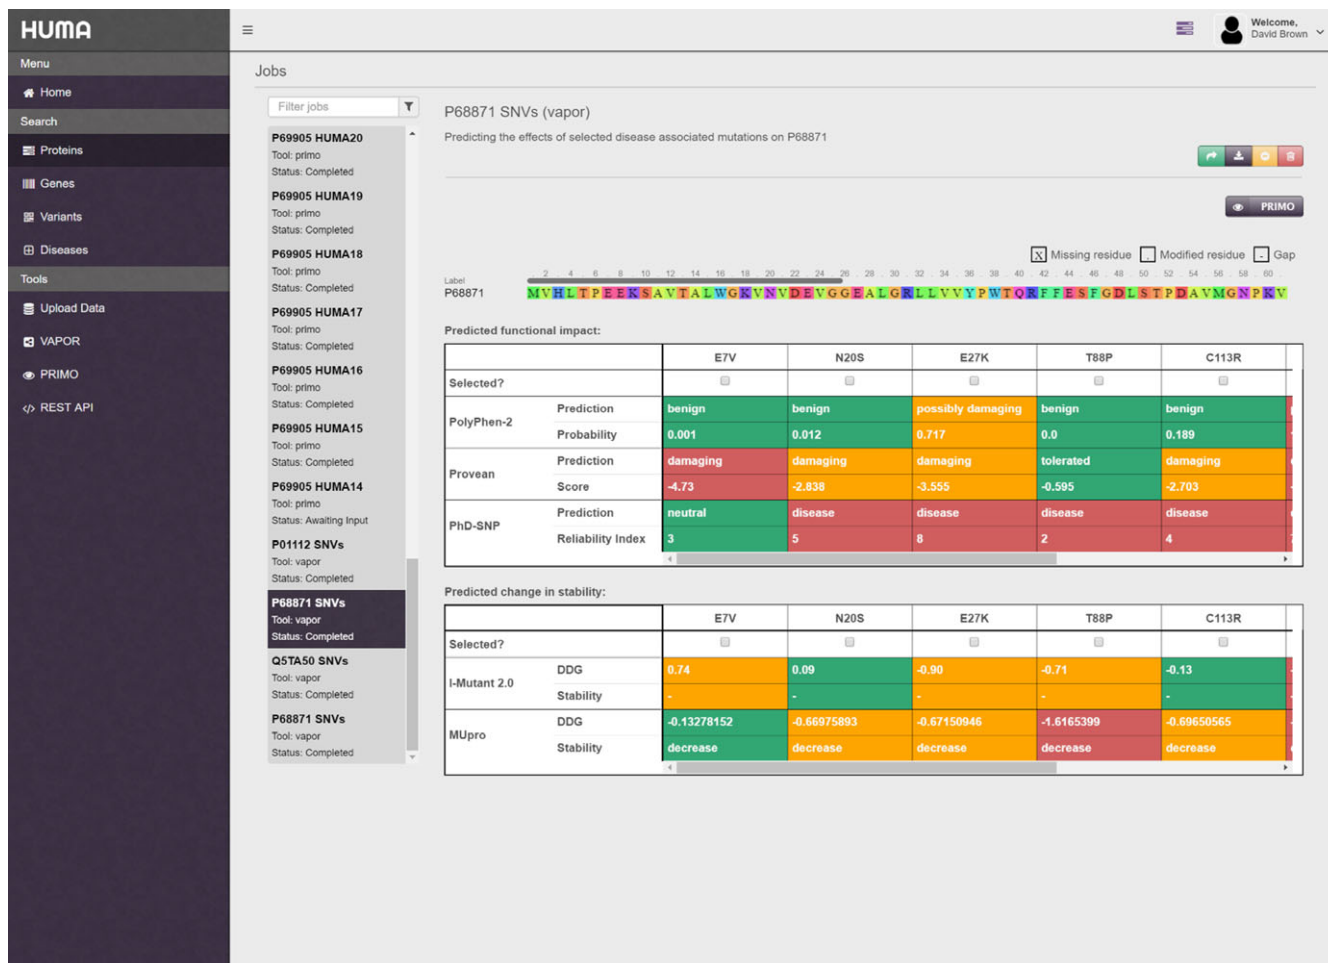 HUMA
Welcome,
David Brown
Menu
Home
Search
Proteins
Genes
Variants
Diseases
Tools
Upload Data
VAPOR
PRIMO
</> REST API
Jobs
Filter jobs
P69905 HUMA20
Tool: primo
Status: Completed
P69905 HUMA19
Tool: primo
Status: Completed
P69905 HUMA18
Tool: primo
Status: Completed
P69905 HUMA17
Tool: primo
Status: Completed
P69905 HUMA16
Tool: primo
Status: Completed
P69905 HUMA15
Tool: primo
Status: Completed
P69905 HUMA14
Tool: primo
Status: Awaiting Input
P01112 SNVs
Tool: vapor
Status: Completed
P68871 SNVs
Tool: vapor
Status: Completed
Q5TA50 SNVs
Tool: vapor
Status: Completed
P68871 SNVs
Tool: vapor
Status: Completed
P68871 SNVs (vapor)
Predicting the effects of selected disease associated mutations on P68871
PRIMO
X Missing residue . Modified residue - Gap
. 2 . 4 . 6 . 8 . 10 . 12 . 14 . 16 . 18 . 20 . 22 . 24 . 26 . 28 . 30 . 32 . 34 . 36 . 38 . 40 . 42 . 44 . 46 . 48 . 50 . 52 . 54 . 56 . 58 . 60 .
Label
P68871 MVHLTPEEKSAVTALWGKVNVDEVGGEALGRLLVVYPWTQRFFESFGDLSTPDAVMGNPKV
Predicted functional impact:
E7V N20S E27K T88P C113R
Selected?
PolyPhen-2 Prediction benign benign possibly damaging benign benign
Probability 0.001 0.012 0.717 0.0 0.189
Provean Prediction damaging damaging damaging tolerated damaging
Score -4.73 -2.838 -3.555 -0.595 -2.703
PhD-SNP Prediction neutral disease disease disease disease
Reliability Index 3 5 8 2 4
Predicted change in stability:
E7V N20S E27K T88P C113R
Selected?
I-Mutant 2.0 DDG 0.74 0.09 -0.90 -0.71 -0.13
Stability - - - - -
MUpro DDG -0.13278152 -0.66975893 -0.67150946 -1.6165399 -0.69650565
Stability decrease decrease decrease decrease decrease